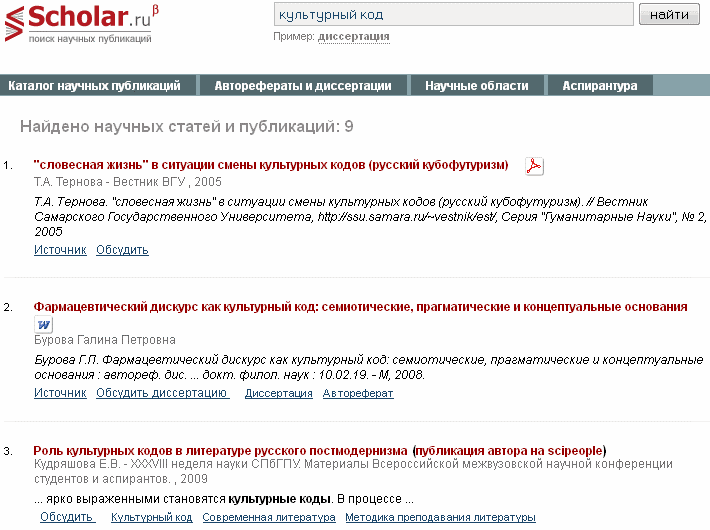 Scholar.ru β
поиск научных публикаций
культурный код
найти
Пример: диссертация
Каталог научных публикаций Авторефераты и диссертации Научные области Аспирантура
Найдено научных статей и публикаций: 9
1. "словесная жизнь" в ситуации смены культурных кодов (русский кубофутуризм)
Т.А. Тернова - Вестник ВГУ , 2005
Т.А. Тернова. "словесная жизнь" в ситуации смены культурных кодов (русский кубофутуризм). // Вестник
Самарского Государственного Университета, http://ssu.samara.ru/~vestnik/est/, Серия "Гуманитарные Науки", № 2,
2005
Источник Обсудить
2. Фармацевтический дискурс как культурный код: семиотические, прагматические и концептуальные основания
Бурова Галина Петровна
Бурова Г.П. Фармацевтический дискурс как культурный код: семиотические, прагматические и концептуальные
основания : автореф. дис. ... докт. филол. наук : 10.02.19. - М, 2008.
Источник Обсудить диссертацию Диссертация Автореферат
3. Роль культурных кодов в литературе русского постмодернизма (публикация автора на scipeople)
Кудряшова Е.В. - XXXVIII неделя науки СПбГПУ. Материалы Всероссийской межвузовской научной конференции
студентов и аспирантов. , 2009
... ярко выраженными становятся культурные коды. В процессе ...
Обсудить Культурный код Современная литература Методика преподавания литературы